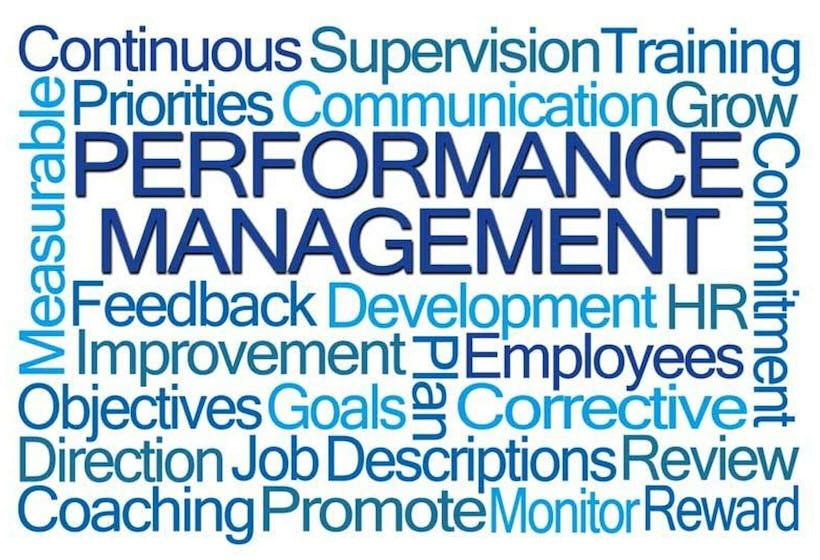 Continuous Supervision Training
Measurable
Priorities Communication Grow
PERFORMANCE
MANAGEMENT
Commitment
Feedback Development HR
Improvement Plan Employees
Objectives Goals Corrective
Direction Job Descriptions Review
Coaching Promote Monitor Reward